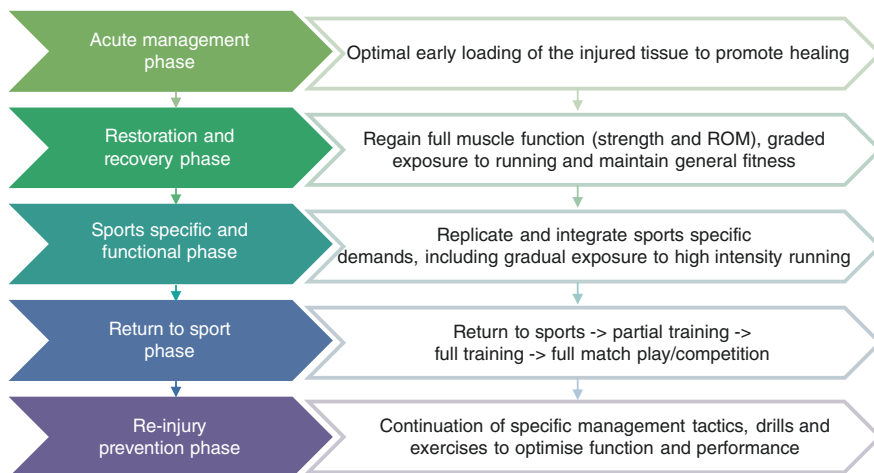 Acute management
phase
Optimal early loading of the injured tissue to promote healing
Restoration and
recovery phase
Regain full muscle function (strength and ROM), graded
exposure to running and maintain general fitness
Sports specific and
functional phase
Replicate and integrate sports specific
demands, including gradual exposure to high intensity running
Return to sport
phase
Return to sports -> partial training ->
full training -> full match play/competition
Re-injury
prevention phase
Continuation of specific management tactics, drills and
exercises to optimise function and performance